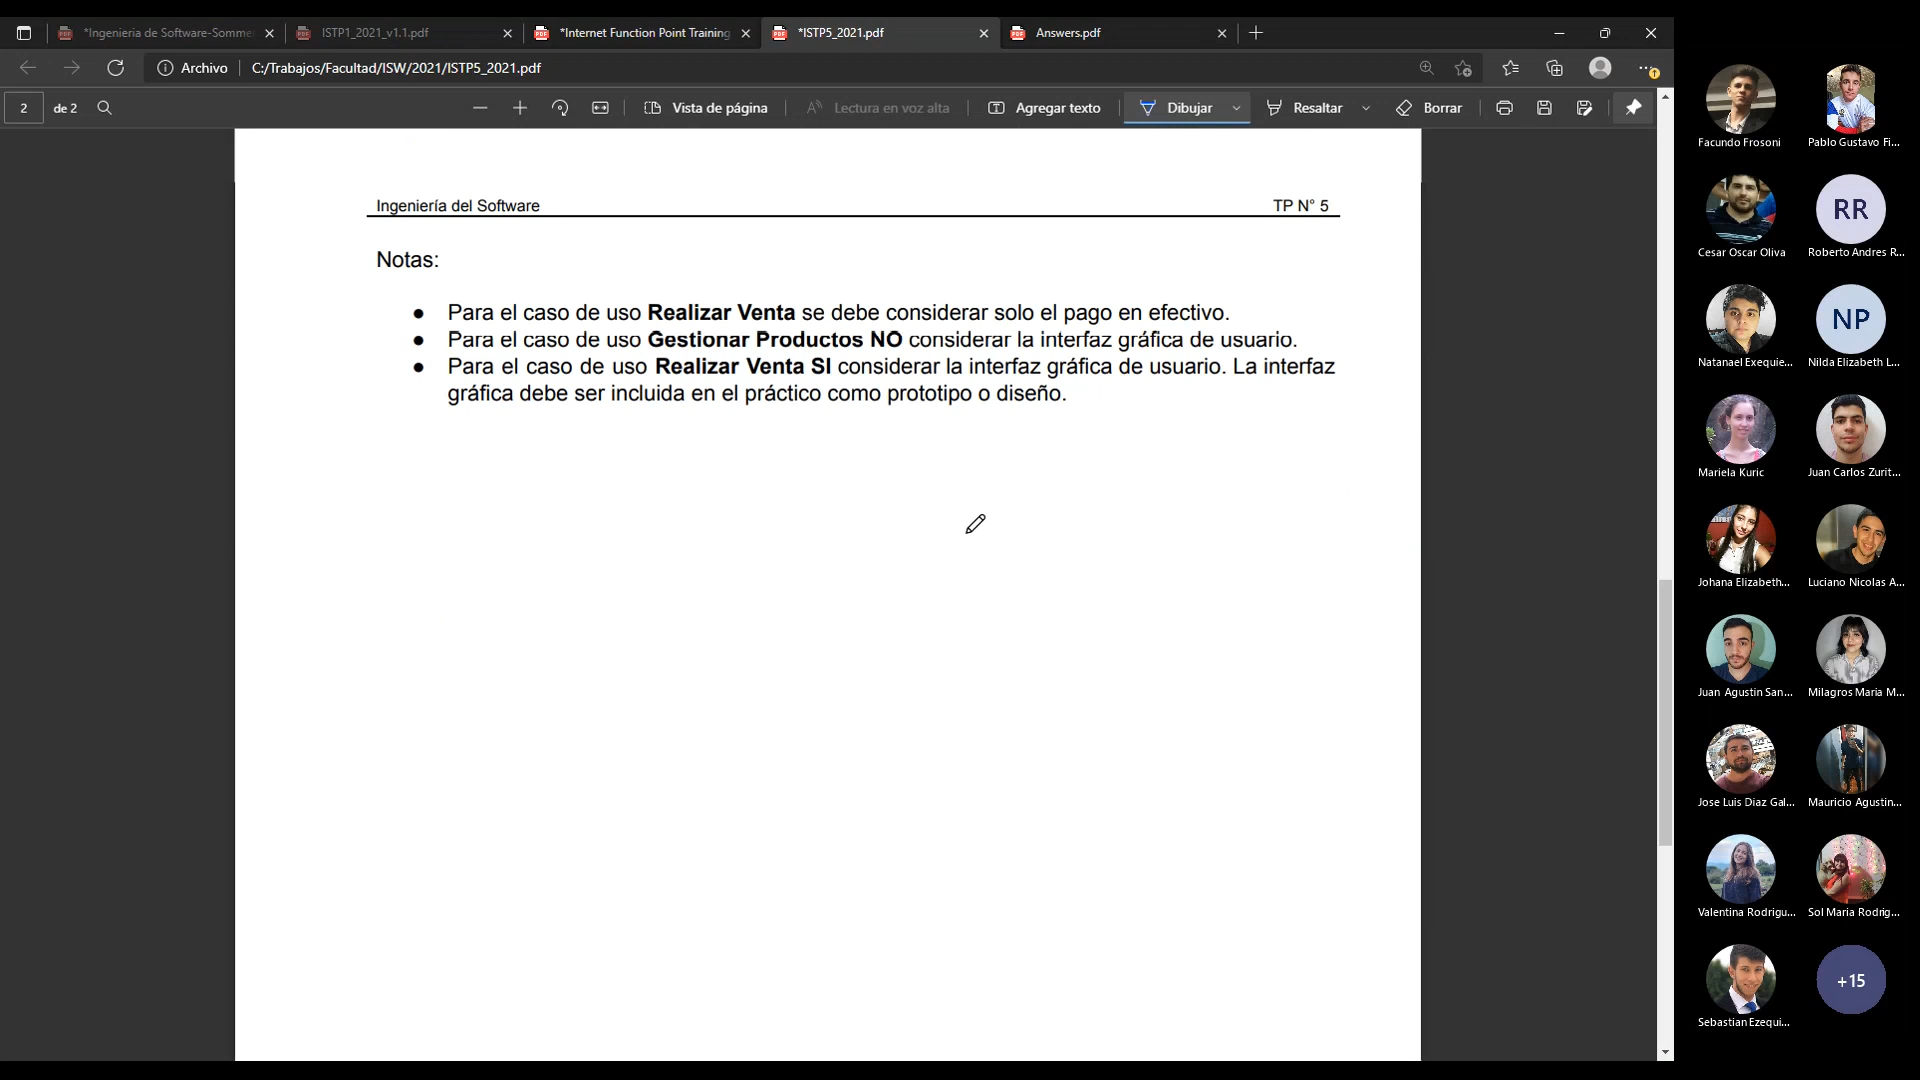 *Ingenieria de Software-Somme
ISTP1_2021_v1.1.pdf
*Internet Function Point Training
*ISTP5_2021.pdf
Answers.pdf
Archivo
C:/Trabajos/Facultad/ISW/2021/ISTP5_2021.pdf
2 de 2
Vista de página
Lectura en voz alta
Agregar texto
Dibujar
Resaltar
Borrar
Ingeniería del Software
TP N° 5
Notas:
● Para el caso de uso Realizar Venta se debe considerar solo el pago en efectivo.
● Para el caso de uso Gestionar Productos NO considerar la interfaz gráfica de usuario.
● Para el caso de uso Realizar Venta SI considerar la interfaz gráfica de usuario. La interfaz
gráfica debe ser incluida en el práctico como prototipo o diseño.
Facundo Frosoni
Pablo Gustavo Fi...
Cesar Oscar Oliva
RR
Roberto Andres R...
Natanael Exequie...
NP
Nilda Elizabeth L...
Mariela Kuric
Juan Carlos Zurit...
Johana Elizabeth...
Luciano Nicolas A...
Juan Agustin San...
Milagros Maria M...
Jose Luis Diaz Gal...
Mauricio Agustin...
Valentina Rodrigu...
Sol Maria Rodrig...
Sebastian Ezequi...
+15